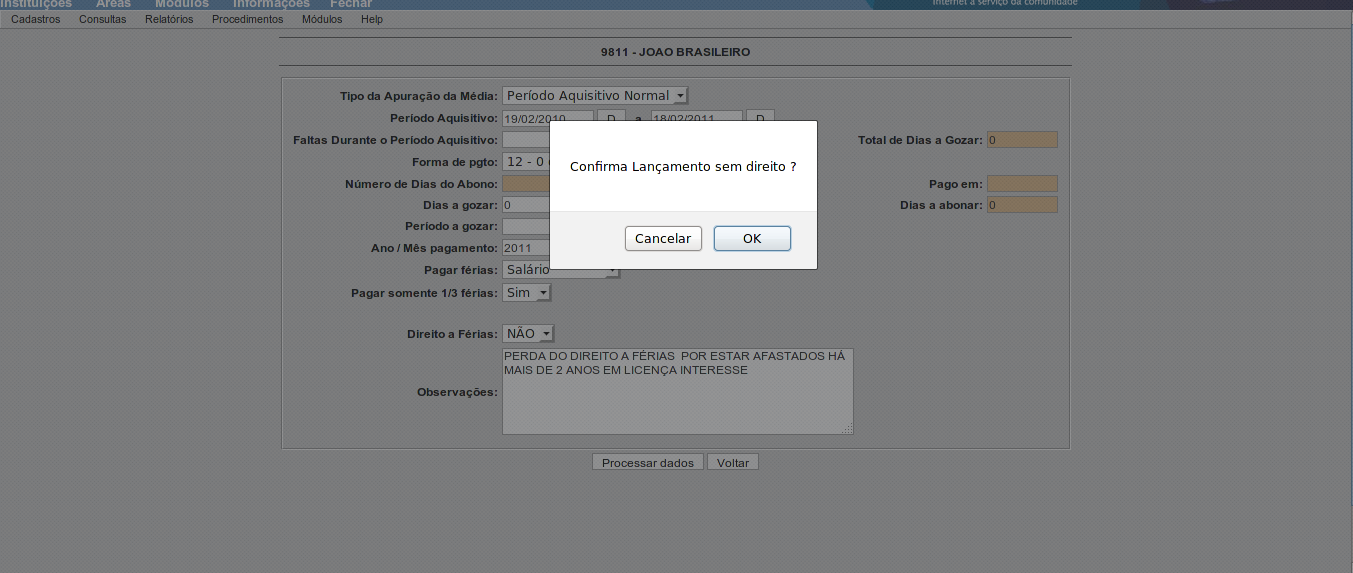 Instituições Áreas Módulos Informações Fechar
Internet a serviço da comunidade
Cadastros Consultas Relatórios Procedimentos Módulos Help
9811 - JOAO BRASILEIRO
Tipo da Apuração da Média: Período Aquisitivo Normal
Período Aquisitivo: 19/02/2010 D a 18/02/2011 D
Faltas Durante o Período Aquisitivo: Total de Dias a Gozar: 0
Confirma Lançamento sem direito ?
Forma de pgto: 12 - 0
Número de Dias do Abono: Pago em:
Dias a gozar: 0 Dias a abonar: 0
Período a gozar:
Cancelar OK
Ano / Mês pagamento: 2011
Pagar férias: Salário
Pagar somente 1/3 férias: Sim
Direito a Férias: NÃO
PERDA DO DIREITO A FÉRIAS  POR ESTAR AFASTADOS HÁ
MAIS DE 2 ANOS EM LICENÇA INTERESSE
Observações:
Processar dados Voltar